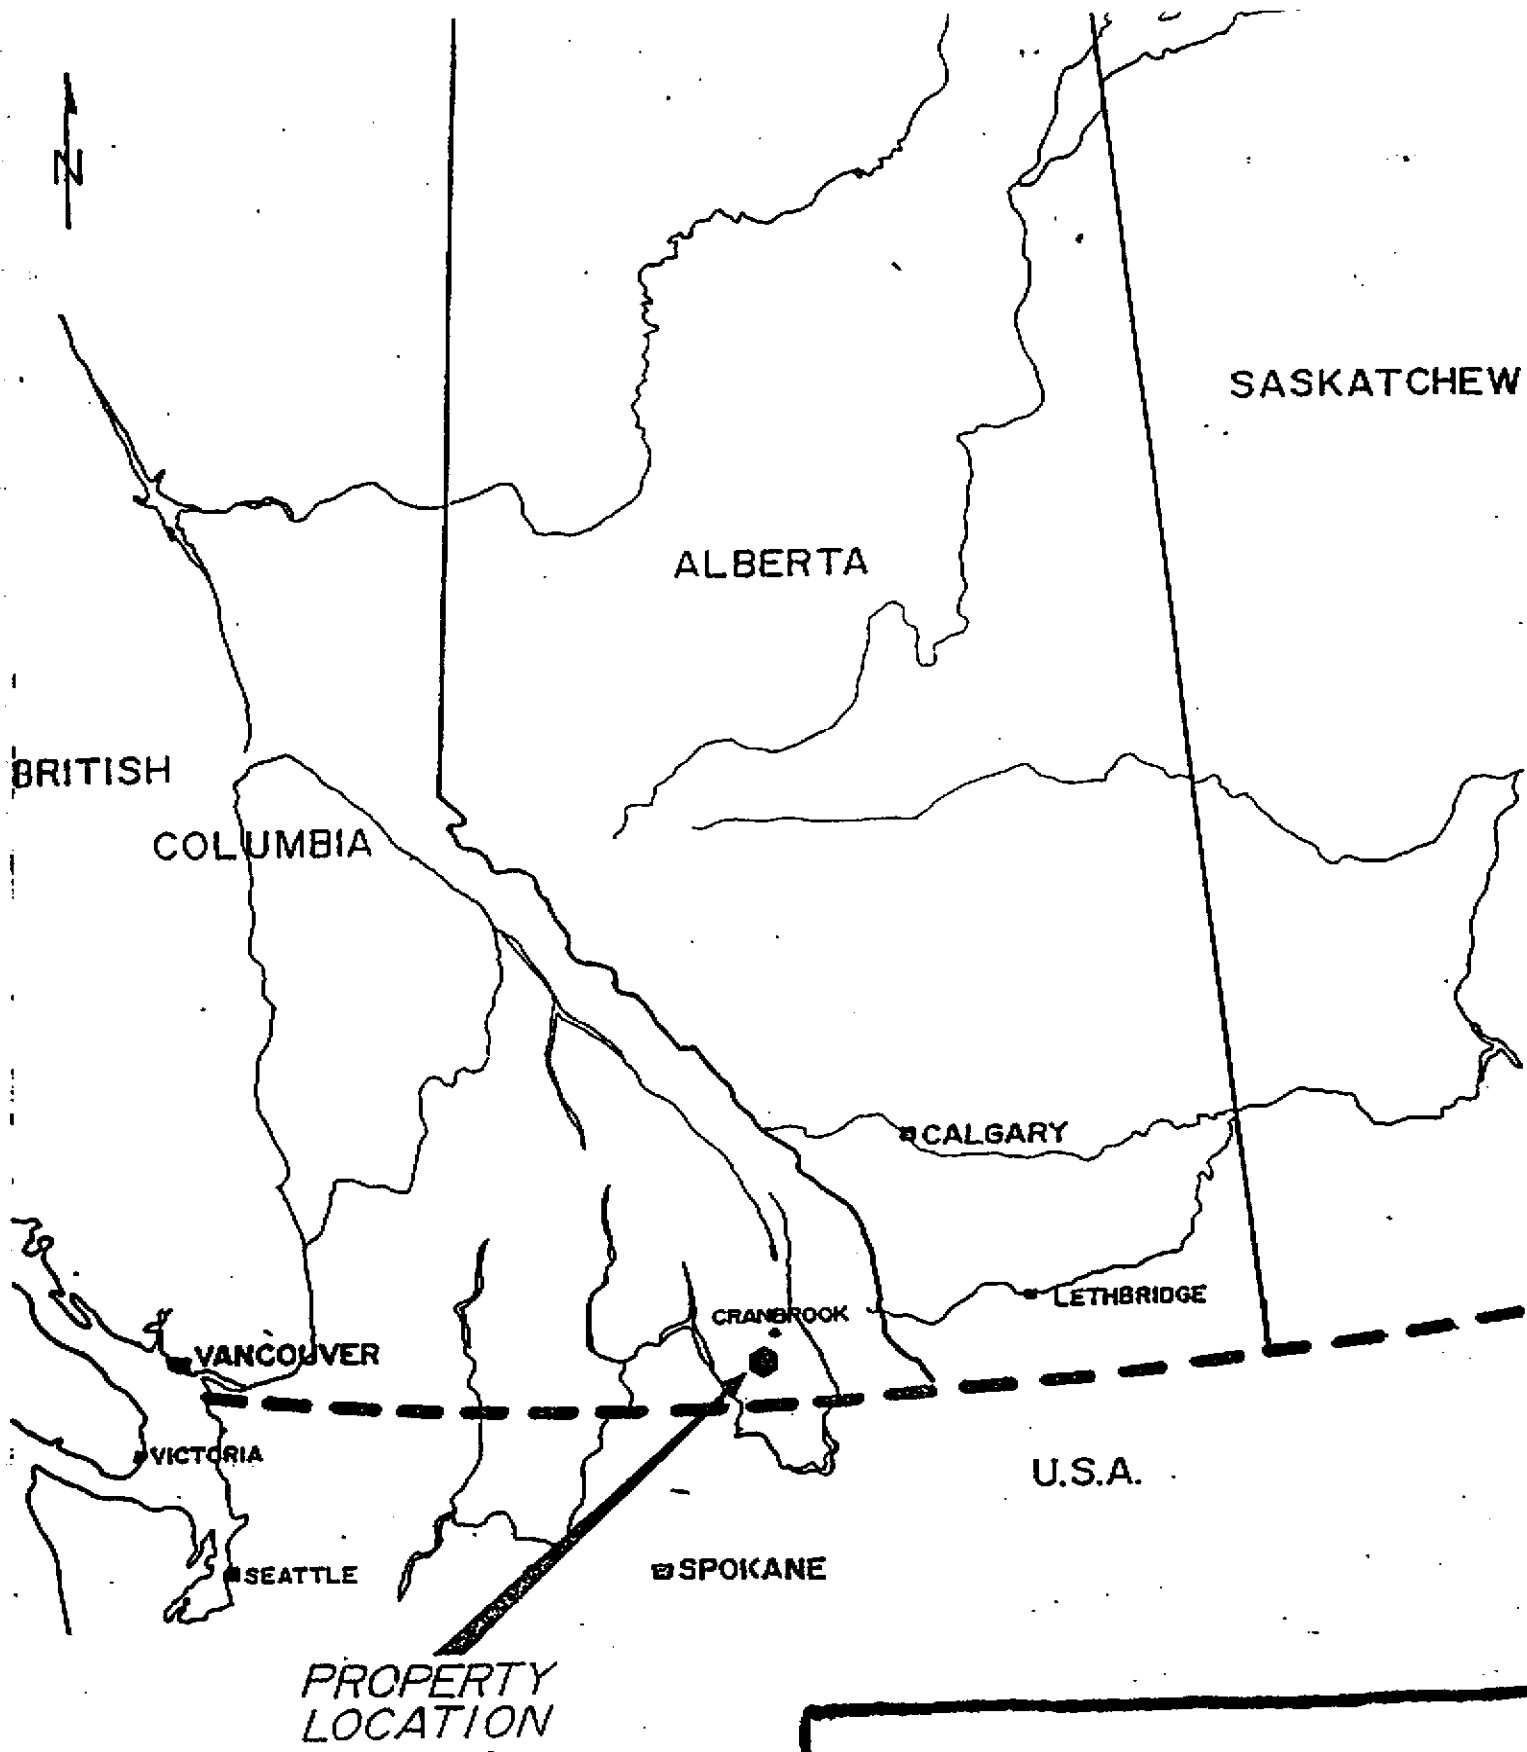 N
SASKATCHEW
ALBERTA
BRITISH
COLUMBIA
CALGARY
LETHBRIDGE
CRANBROOK
VANCOUVER
VICTORIA
U.S.A.
SEATTLE
SPOKANE
PROPERTY
LOCATION